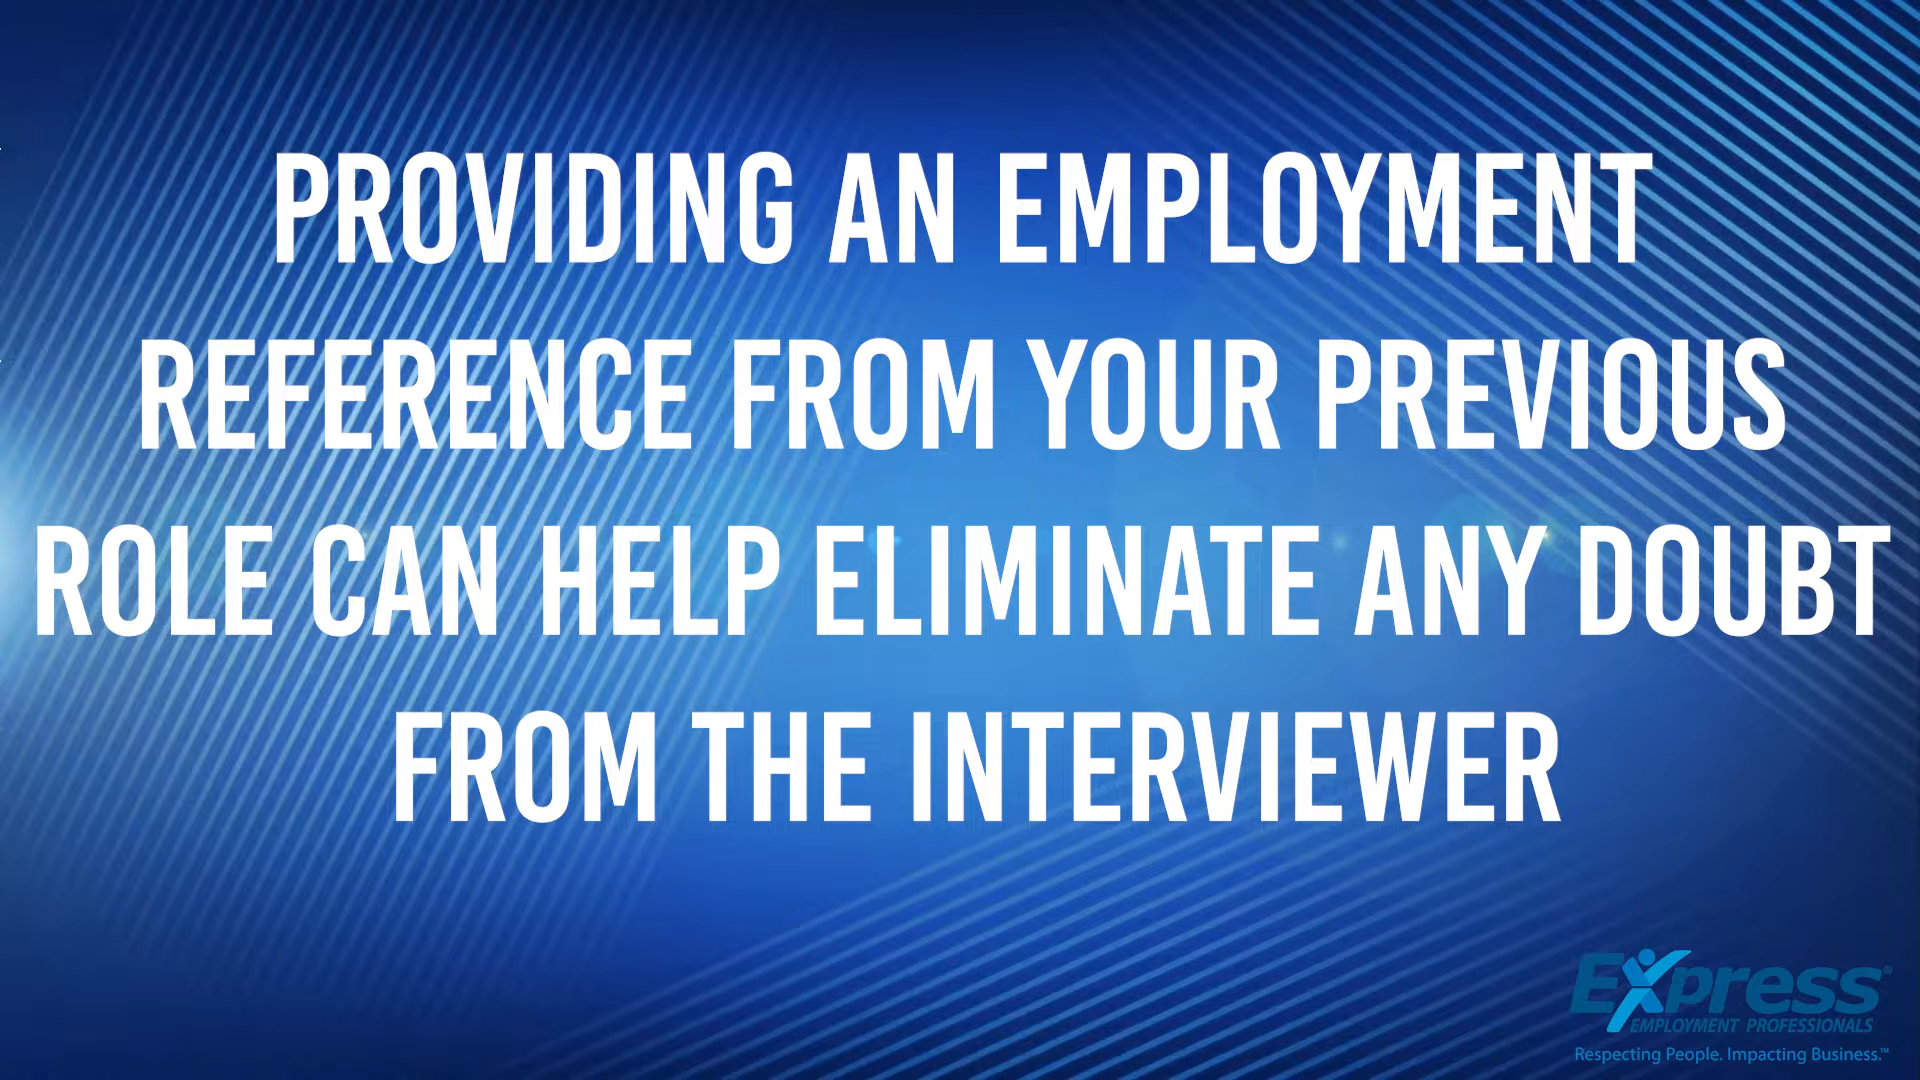 PROVIDING AN EMPLOYMENT
REFERENCE FROM YOUR PREVIOUS
ROLE CAN HELP ELIMINATE ANY DOUBT
FROM THE INTERVIEWER
Express®
EMPLOYMENT PROFESSIONALS
Respecting People. Impacting Business.™